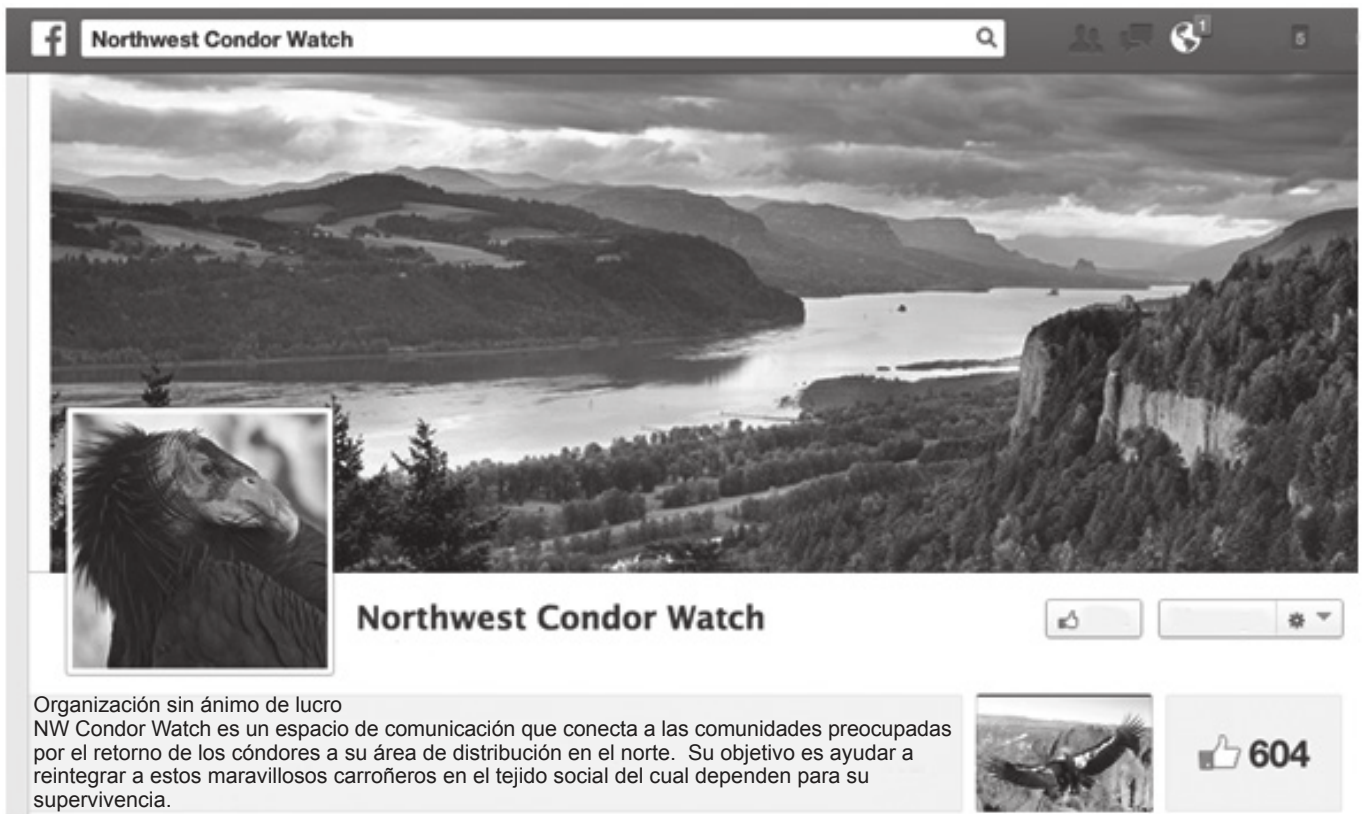 f Northwest Condor Watch 1 5
Northwest Condor Watch
Organización sin ánimo de lucro
NW Condor Watch es un espacio de comunicación que conecta a las comunidades preocupadas
por el retorno de los cóndores a su área de distribución en el norte. Su objetivo es ayudar a
reintegrar a estos maravillosos carroñeros en el tejido social del cual dependen para su
supervivencia.
604